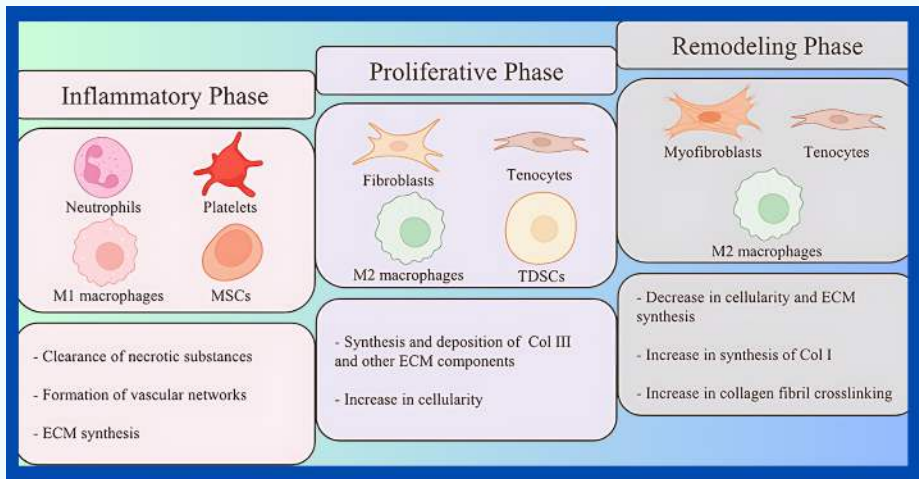 Inflammatory Phase
Neutrophils
Platelets
M1 macrophages
MSCs
- Clearance of necrotic substances
- Formation of vascular networks
- ECM synthesis
Proliferative Phase
Fibroblasts
Tenocytes
M2 macrophages
TDSCs
- Synthesis and deposition of Col III
and other ECM components
- Increase in cellularity
Remodeling Phase
Myofibroblasts
Tenocytes
M2 macrophages
- Decrease in cellularity and ECM
synthesis
- Increase in synthesis of Col I
- Increase in collagen fibril crosslinking